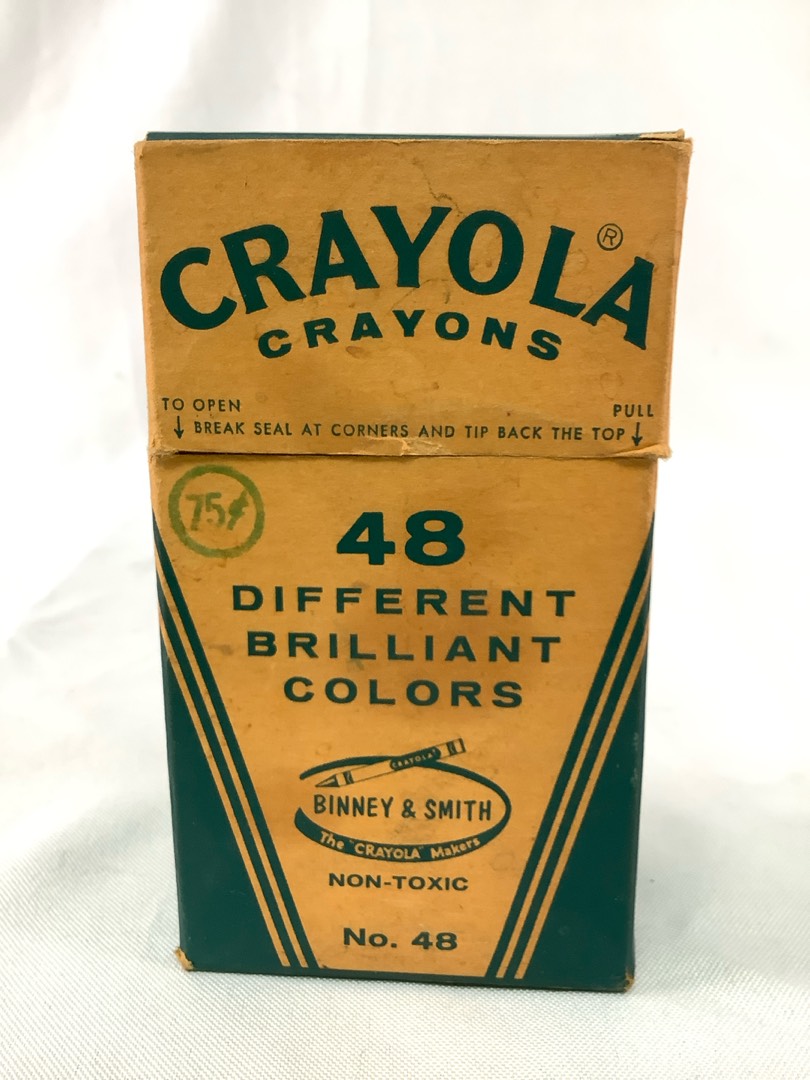 CRAYOLA®
CRAYONS
TO OPEN PULL
↓ BREAK SEAL AT CORNERS AND TIP BACK THE TOP ↓
75¢
48
DIFFERENT
BRILLIANT
COLORS
CRAYOLA
BINNEY & SMITH
The "CRAYOLA" Makers
NON-TOXIC
No. 48